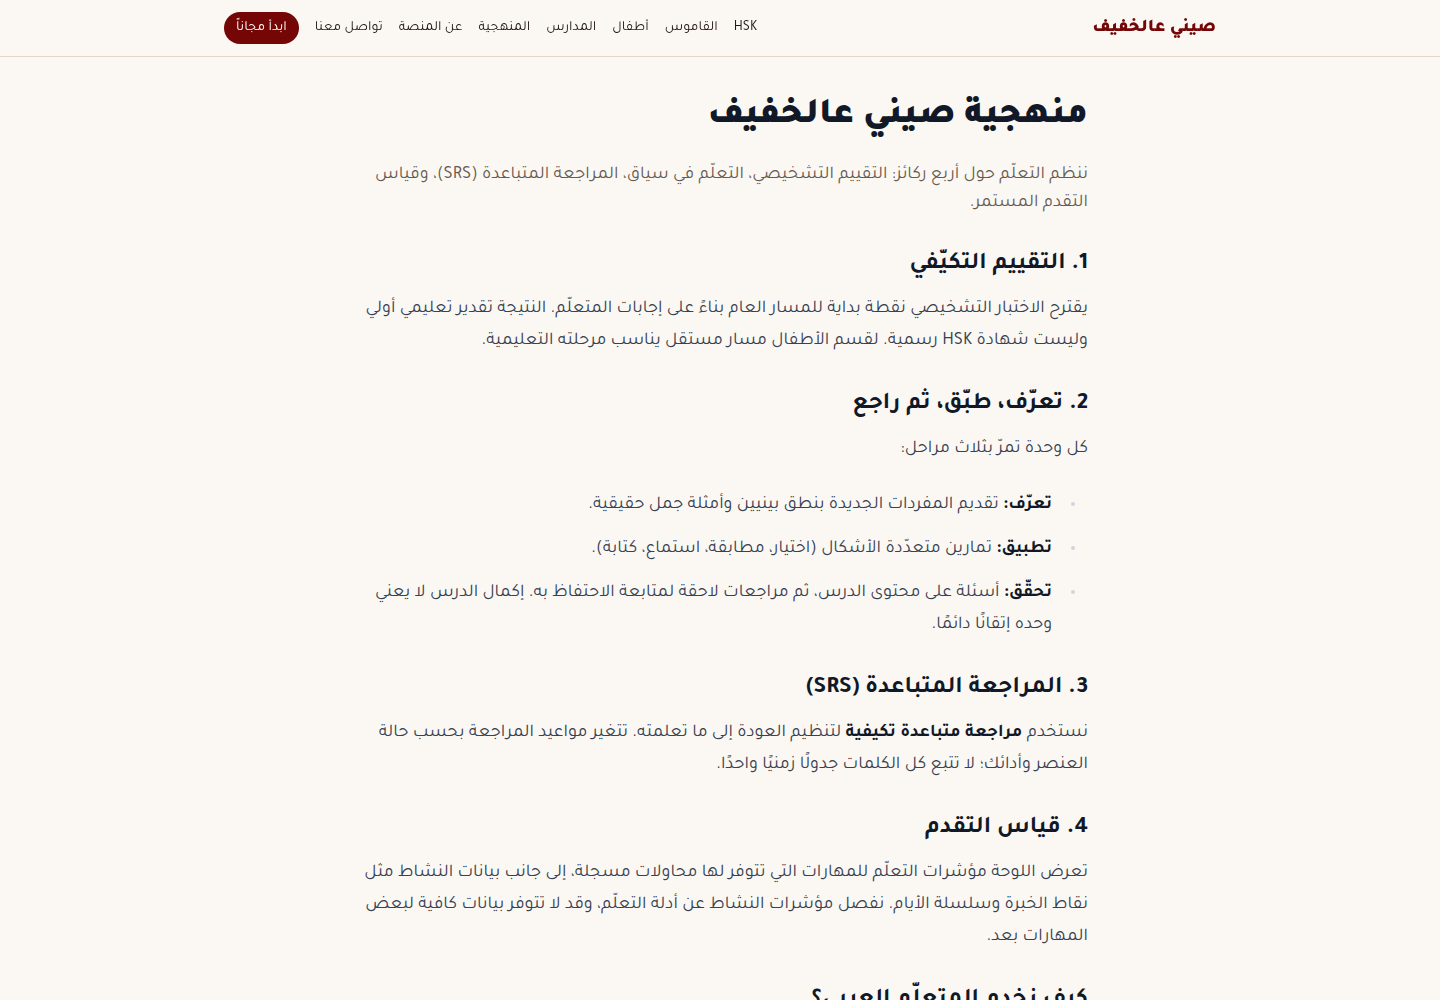 صيني عالخفيف
HSK القاموس أطفال المدارس المنهجية عن المنصة تواصل معنا ابدأ مجاناً
منهجية صيني عالخفيف
ننظم التعلّم حول أربع ركائز: التقييم التشخيصي، التعلّم في سياق، المراجعة المتباعدة (SRS)، وقياس
التقدم المستمر.
1. التقييم التكيّفي
يقترح الاختبار التشخيصي نقطة بداية للمسار العام بناءً على إجابات المتعلّم. النتيجة تقدير تعليمي أولي
وليست شهادة HSK رسمية. لقسم الأطفال مسار مستقل يناسب مرحلته التعليمية.
2. تعرّف، طبّق، ثم راجع
كل وحدة تمرّ بثلاث مراحل:
تعرّف: تقديم المفردات الجديدة بنطق بينيين وأمثلة جمل حقيقية.
تطبيق: تمارين متعدّدة الأشكال (اختيار، مطابقة، استماع، كتابة).
تحقّق: أسئلة على محتوى الدرس، ثم مراجعات لاحقة لمتابعة الاحتفاظ به. إكمال الدرس لا يعني
وحده إتقانًا دائمًا.
3. المراجعة المتباعدة (SRS)
نستخدم مراجعة متباعدة تكيفية لتنظيم العودة إلى ما تعلمته. تتغير مواعيد المراجعة بحسب حالة
العنصر وأدائك؛ لا تتبع كل الكلمات جدولًا زمنيًا واحدًا.
4. قياس التقدم
تعرض اللوحة مؤشرات التعلّم للمهارات التي تتوفر لها محاولات مسجلة، إلى جانب بيانات النشاط مثل
نقاط الخبرة وسلسلة الأيام. نفصل مؤشرات النشاط عن أدلة التعلّم، وقد لا تتوفر بيانات كافية لبعض
المهارات بعد.
كيف نخدم المتعلّم العربي؟